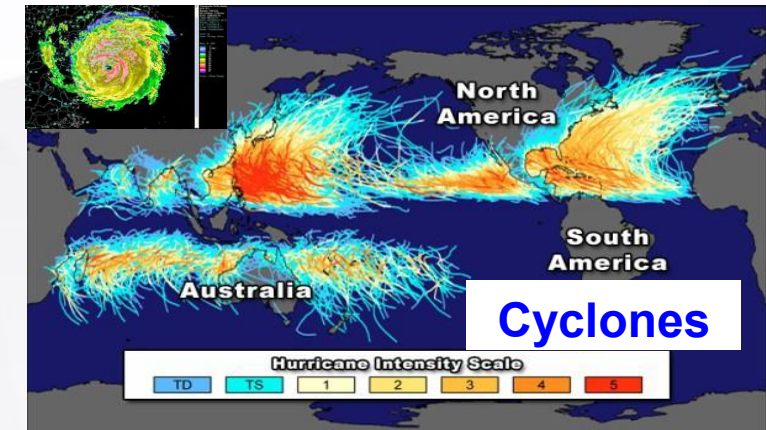 North
America
South
America
Australia
Cyclones
Hurricane Intensity Scale
TD TS 1 2 3 4 5